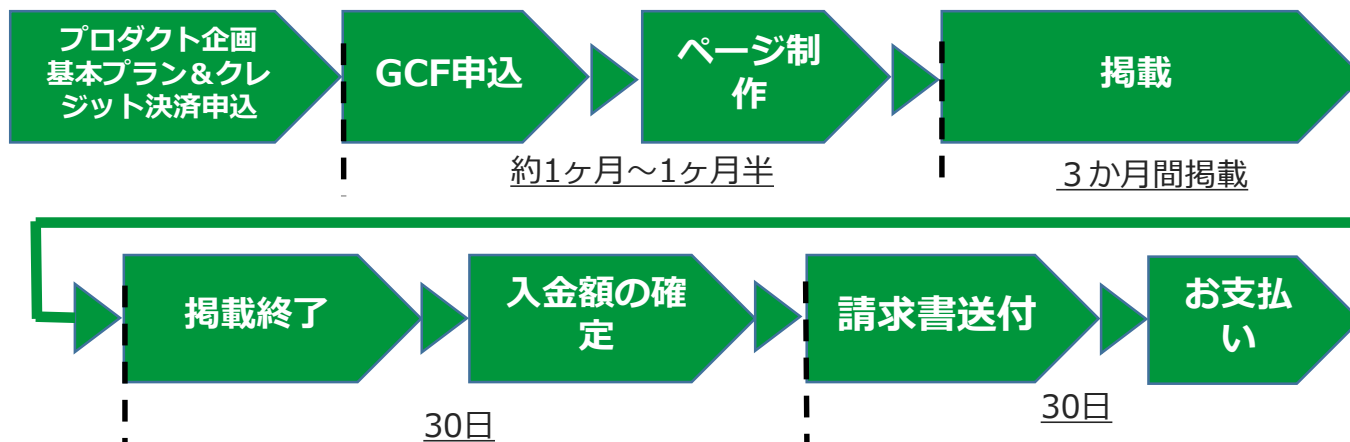 プロダクト企画
基本プラン＆クレ
ジット決済申込
GCF申込
ページ制
作
掲載
約1ヶ月～1ヶ月半
３か月間掲載
掲載終了
入金額の確
定
請求書送付
お支払
い
30日
30日